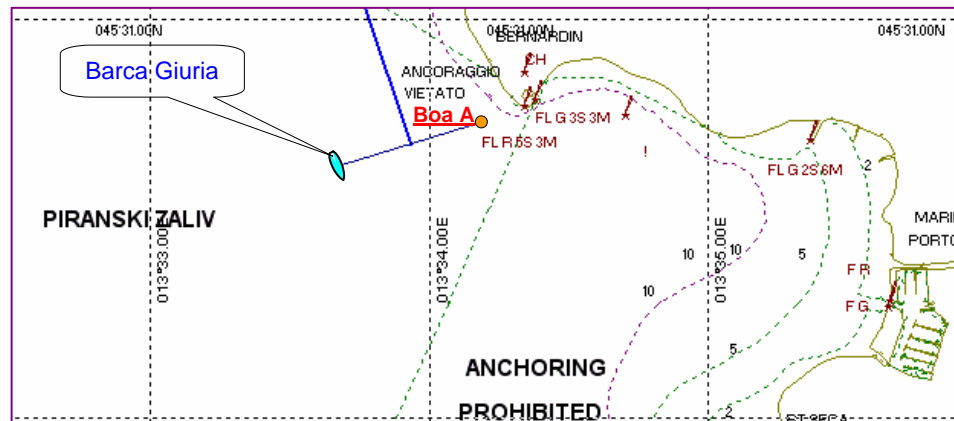 045 31.00N
045 31.00N
045 31.00N
BERNARDIN
CH
Barca Giuria
ANCORAGGIO
VIETATO
Boa A
FL G 3S 3M
FL R 5S 3M
!
FL G 2S 6M
2
PIRANSKI ZALIV
MARI
PORTO
013°33.00E
013°34.00E
013°35.00E
10
10
5
10
F R
F G
5
ANCHORING
PROHIBITED
2